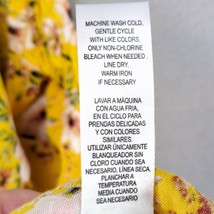 MACHINE WASH COLD,
GENTLE CYCLE
WITH LIKE COLORS,
ONLY NON-CHLORINE
BLEACH WHEN NEEDED.
LINE DRY,
WARM IRON
IF NECESSARY
LAVAR A MÁQUINA
CON AGUA FRIA,
EN EL CICLO PARA
PRENDAS DELICADAS
Y CON COLORES
SIMILARES.
UTILIZAR ÚNICAMENTE
BLANQUEADOR SIN
CLORO CUANDO SEA
NECESARIO. LÍNEA SECA,
PLANCHAR A
TEMPERATURA
MEDIA CUANDO
SEA NECESARIO